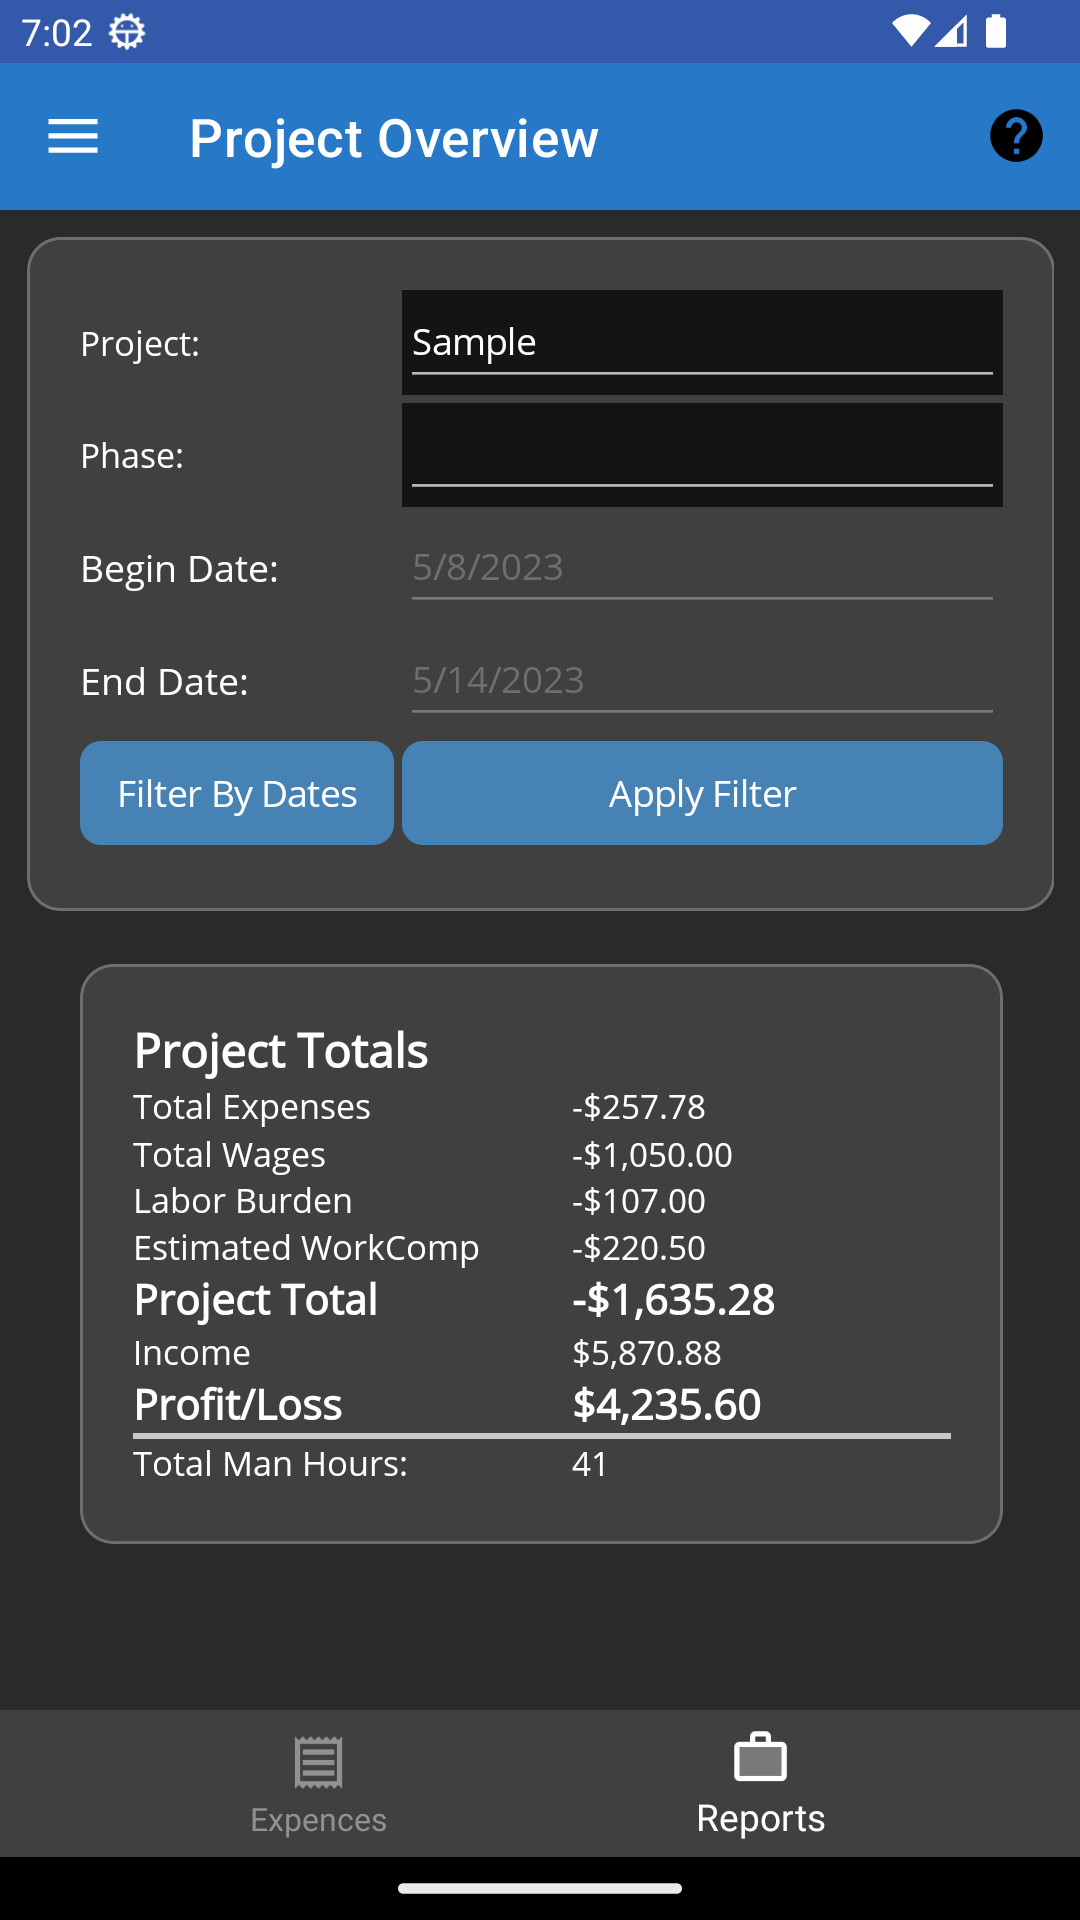 7:02
Project Overview
?
Project: Sample
Phase:
Begin Date: 5/8/2023
End Date: 5/14/2023
Filter By Dates Apply Filter
Project Totals
Total Expenses -$257.78
Total Wages -$1,050.00
Labor Burden -$107.00
Estimated WorkComp -$220.50
Project Total -$1,635.28
Income $5,870.88
Profit/Loss $4,235.60
Total Man Hours: 41
Expences Reports